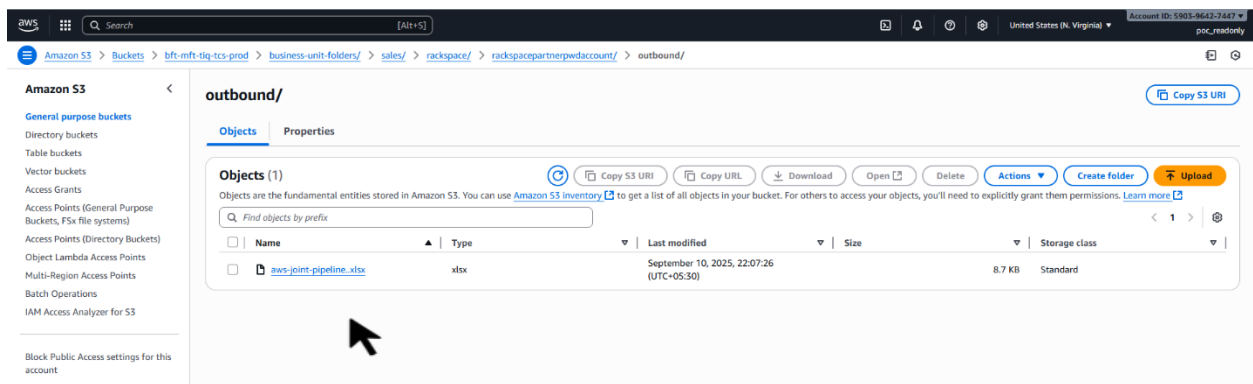 aws
Search
[Alt+S]
United States (N. Virginia)
Account ID: 5903-9642-7447
poc_readonly
Amazon S3 > Buckets > bft-mft-tiq-tcs-prod > business-unit-folders/ > sales/ > rackspace/ > rackspacepartnerpwdaccount/ > outbound/
Amazon S3
General purpose buckets
Directory buckets
Table buckets
Vector buckets
Access Grants
Access Points (General Purpose
Buckets, FSx file systems)
Access Points (Directory Buckets)
Object Lambda Access Points
Multi-Region Access Points
Batch Operations
IAM Access Analyzer for S3
Block Public Access settings for this
account
outbound/
Copy S3 URI
Objects
Properties
Objects (1)
Copy S3 URI
Copy URL
Download
Open
Delete
Actions
Create folder
Upload
Objects are the fundamental entities stored in Amazon S3. You can use Amazon S3 inventory to get a list of all objects in your bucket. For others to access your objects, you'll need to explicitly grant them permissions. Learn more
Find objects by prefix
< 1 >
Name
Type
Last modified
Size
Storage class
aws-joint-pipeline..xlsx
xlsx
September 10, 2025, 22:07:26
(UTC+05:30)
8.7 KB
Standard